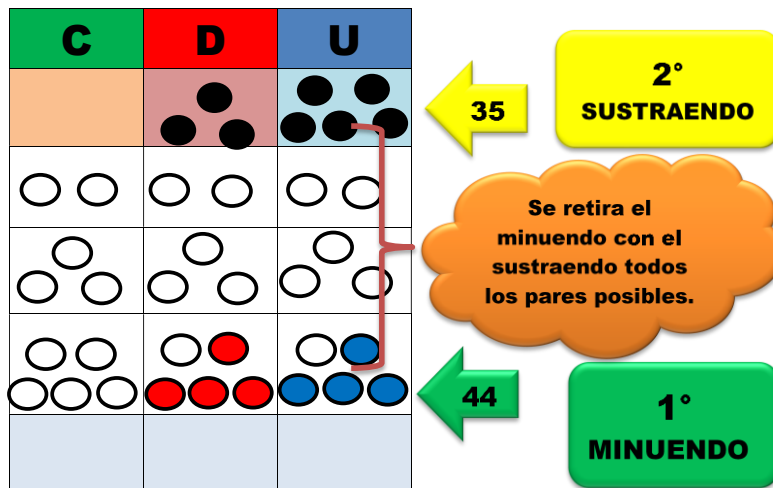 C D U
35
2°
SUSTRAENDO
Se retira el
minuendo con el
sustraendo todos
los pares posibles.
44
1°
MINUENDO